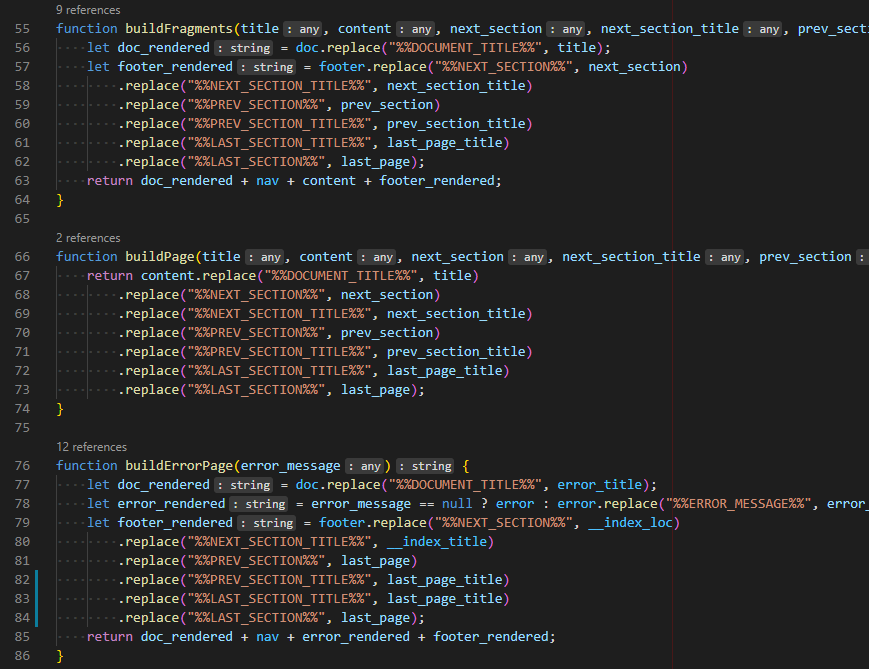 9 references
55 function buildFragments(title : any, content : any, next_section : any, next_section_title : any, prev_secti
56 ····let doc_rendered : string = doc.replace("%%DOCUMENT_TITLE%%", title);
57 ····let footer_rendered : string = footer.replace("%%NEXT_SECTION%%", next_section)
58 ········.replace("%%NEXT_SECTION_TITLE%%", next_section_title)
59 ········.replace("%%PREV_SECTION%%", prev_section)
60 ········.replace("%%PREV_SECTION_TITLE%%", prev_section_title)
61 ········.replace("%%LAST_SECTION_TITLE%%", last_page_title)
62 ········.replace("%%LAST_SECTION%%", last_page);
63 ····return doc_rendered + nav + content + footer_rendered;
64 }
65
2 references
66 function buildPage(title : any, content : any, next_section : any, next_section_title : any, prev_section :
67 ····return content.replace("%%DOCUMENT_TITLE%%", title)
68 ········.replace("%%NEXT_SECTION%%", next_section)
69 ········.replace("%%NEXT_SECTION_TITLE%%", next_section_title)
70 ········.replace("%%PREV_SECTION%%", prev_section)
71 ········.replace("%%PREV_SECTION_TITLE%%", prev_section_title)
72 ········.replace("%%LAST_SECTION_TITLE%%", last_page_title)
73 ········.replace("%%LAST_SECTION%%", last_page);
74 }
75
12 references
76 function buildErrorPage(error_message : any) : string {
77 ····let doc_rendered : string = doc.replace("%%DOCUMENT_TITLE%%", error_title);
78 ····let error_rendered : string = error_message == null ? error : error.replace("%%ERROR_MESSAGE%%", error_
79 ····let footer_rendered : string = footer.replace("%%NEXT_SECTION%%", __index_loc)
80 ········.replace("%%NEXT_SECTION_TITLE%%", __index_title)
81 ········.replace("%%PREV_SECTION%%", last_page)
82 ········.replace("%%PREV_SECTION_TITLE%%", last_page_title)
83 ········.replace("%%LAST_SECTION_TITLE%%", last_page_title)
84 ········.replace("%%LAST_SECTION%%", last_page);
85 ····return doc_rendered + nav + error_rendered + footer_rendered;
86 }